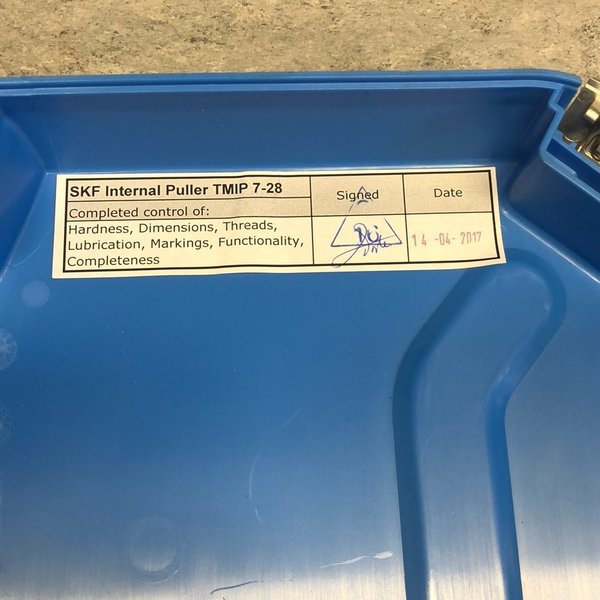 SKF Internal Puller TMIP 7-28
Signed
Date
Completed control of:
Hardness, Dimensions, Threads,
Lubrication, Markings, Functionality,
Completeness
14 -04- 2017